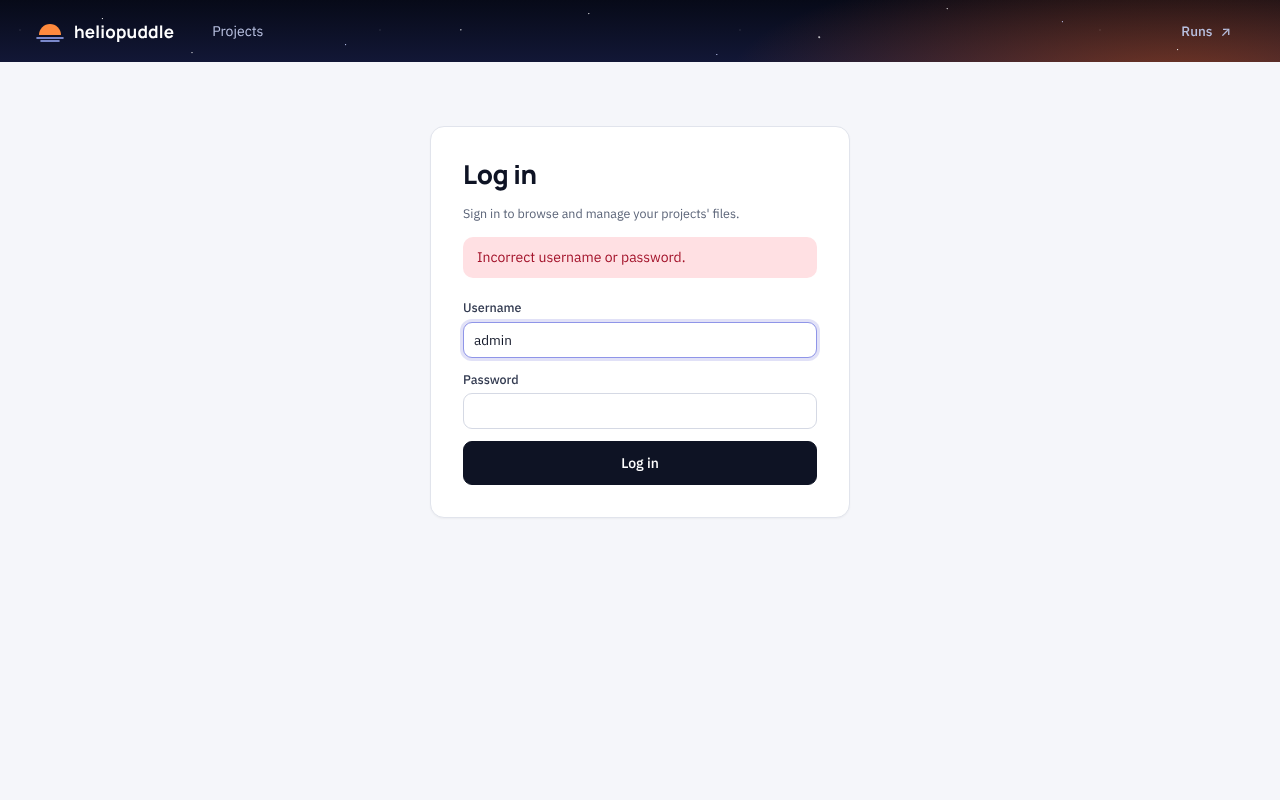 heliopuddle
Projects
Runs
Log in
Sign in to browse and manage your projects' files.
Incorrect username or password.
Username
admin
Password
Log in